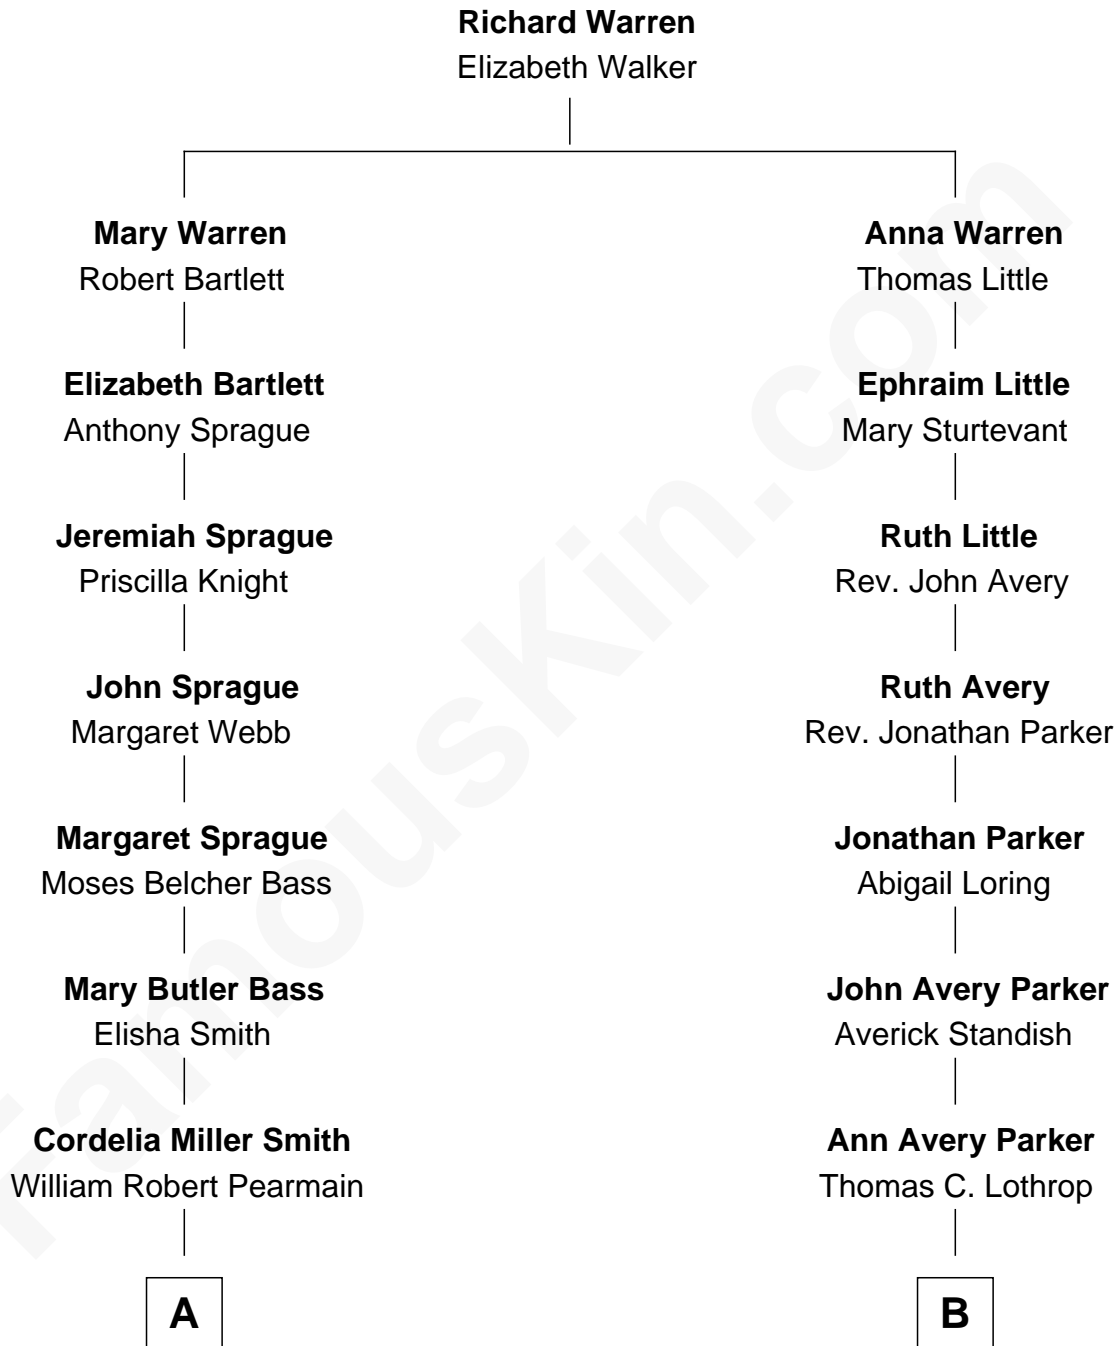 Richard Warren
Elizabeth Walker
Mary Warren
Robert Bartlett
Elizabeth Bartlett
Anthony Sprague
Jeremiah Sprague
Priscilla Knight
John Sprague
Margaret Webb
Margaret Sprague
Moses Belcher Bass
Mary Butler Bass
Elisha Smith
Cordelia Miller Smith
William Robert Pearmain
A
Anna Warren
Thomas Little
Ephraim Little
Mary Sturtevant
Ruth Little
Rev. John Avery
Ruth Avery
Rev. Jonathan Parker
Jonathan Parker
Abigail Loring
John Avery Parker
Averick Standish
Ann Avery Parker
Thomas C. Lothrop
B
FamousKin.com